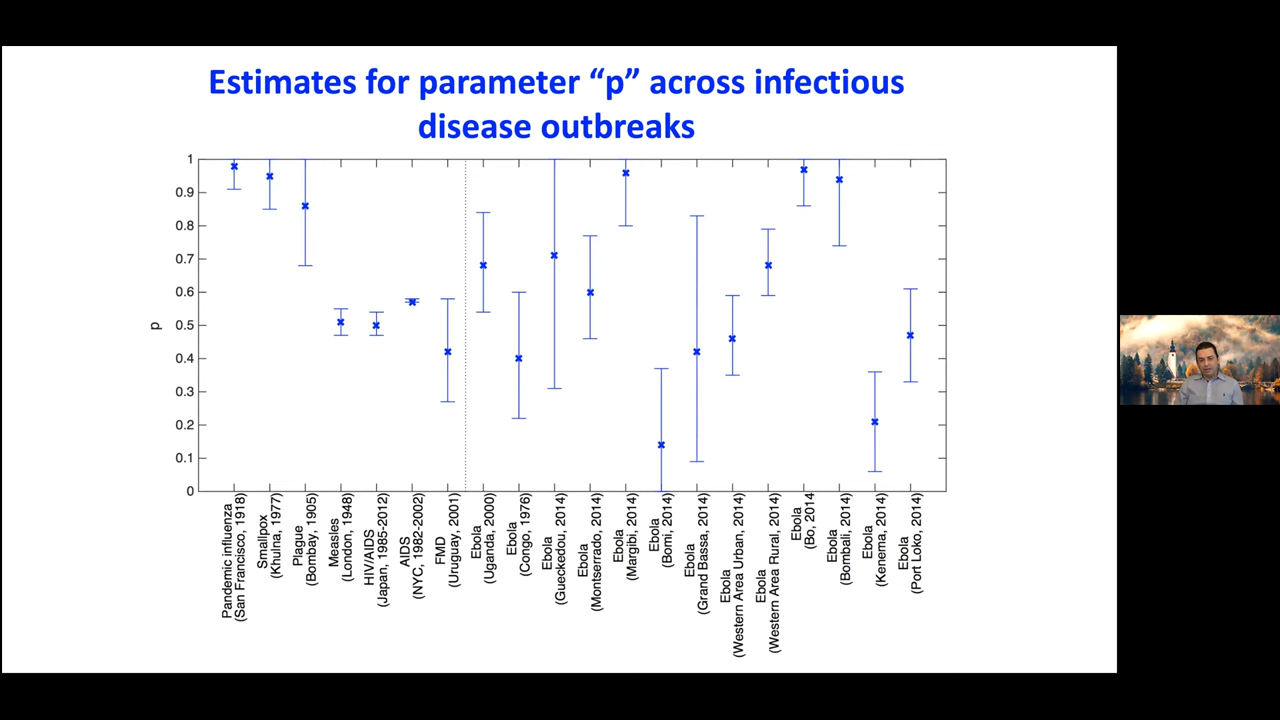 Estimates for parameter “p” across infectious
disease outbreaks
1
0.9
0.8
0.7
0.6
0.5
0.4
0.3
0.2
0.1
0
p
Pandemic influenza
(San Francisco, 1918)
Smallpox
(Khulna, 1977)
Plague
(Bombay, 1905)
Measles
(London, 1948)
HIV/AIDS
(Japan, 1985-2012)
AIDS
(NYC, 1982-2002)
FMD
(Uruguay, 2001)
Ebola
(Uganda, 2000)
Ebola
(Congo, 1976)
Ebola
(Gueckedou, 2014)
Ebola
(Montserrado, 2014)
Ebola
(Margibi, 2014)
Ebola
(Bomi, 2014)
Ebola
(Grand Bassa, 2014)
Ebola
(Western Area Urban, 2014)
Ebola
(Western Area Rural, 2014)
Ebola
(Bo, 2014
Ebola
(Bombali, 2014)
Ebola
(Kenema, 2014)
Ebola
(Port Loko, 2014)